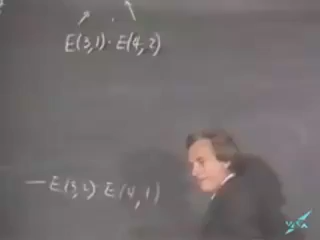 E(3,1) · E(4,2)
— E(3,2) E(4,1)